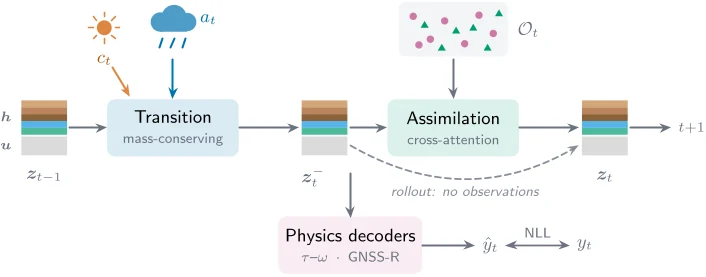 a_t
c_t
𝒪_t
h
u
Transition
mass-conserving
Assimilation
cross-attention
t+1
z_{t−1}
z_t^−
z_t
rollout: no observations
Physics decoders
τ–ω · GNSS-R
ŷ_t
NLL
y_t